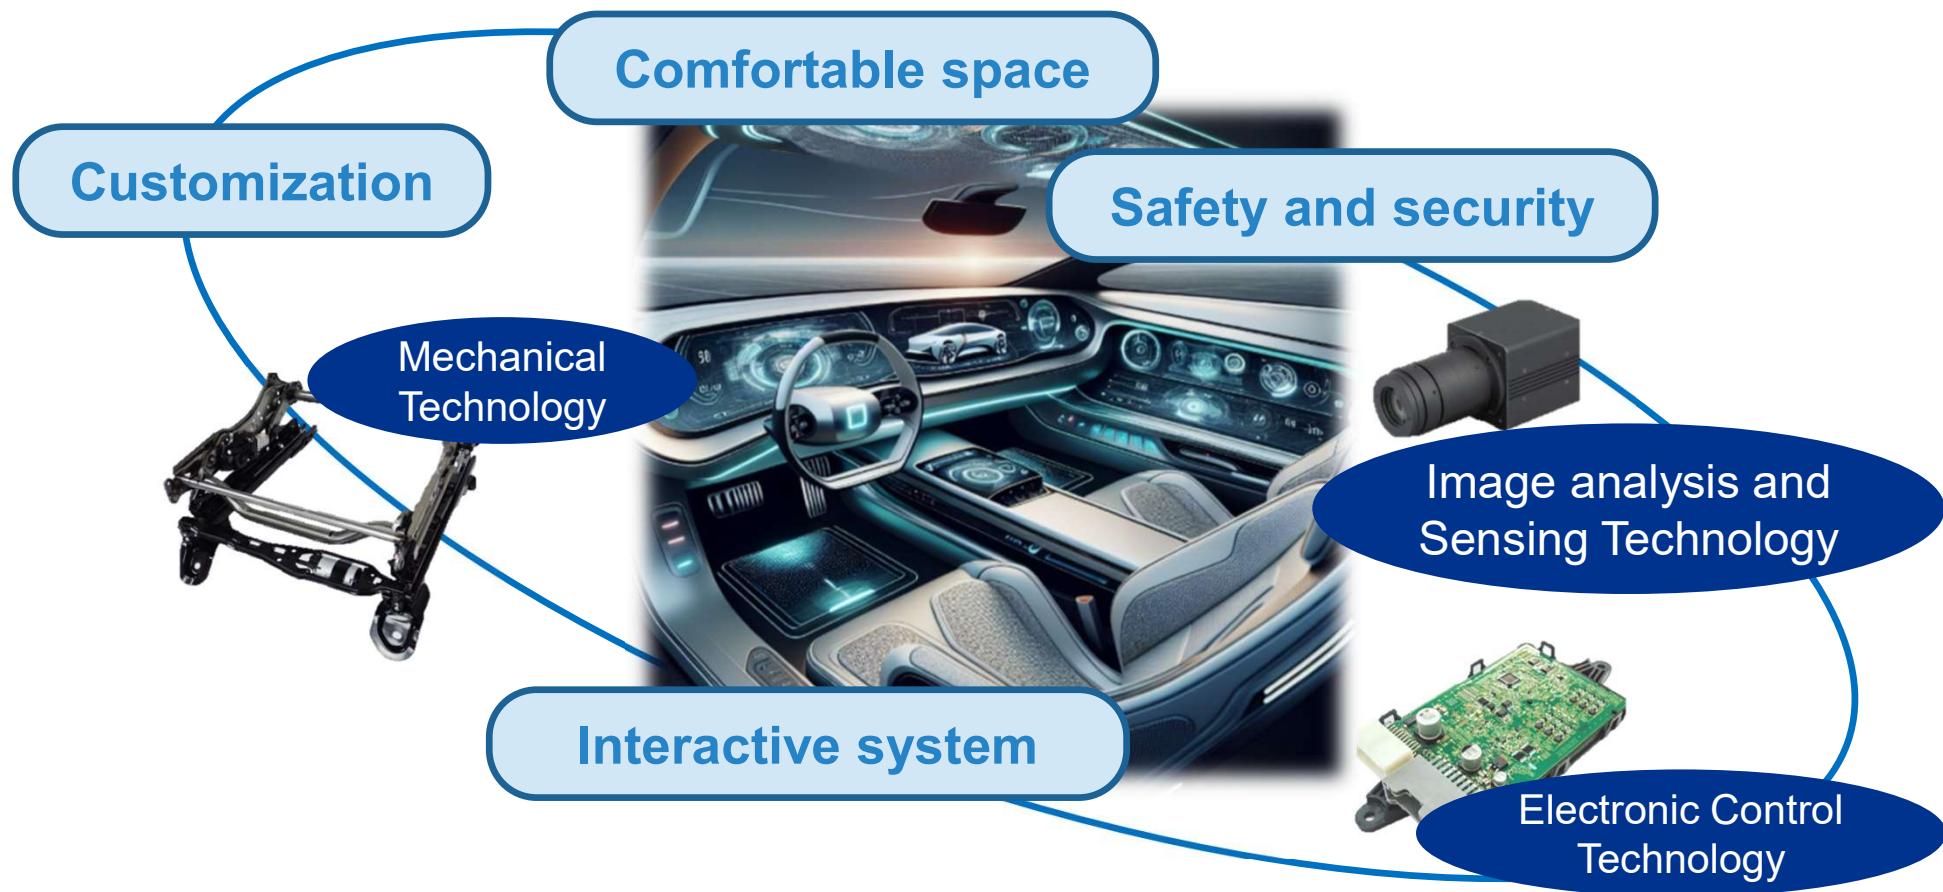 Comfortable space
Customization
Safety and security
Mechanical
Technology
Image analysis and
Sensing Technology
Interactive system
Electronic Control
Technology